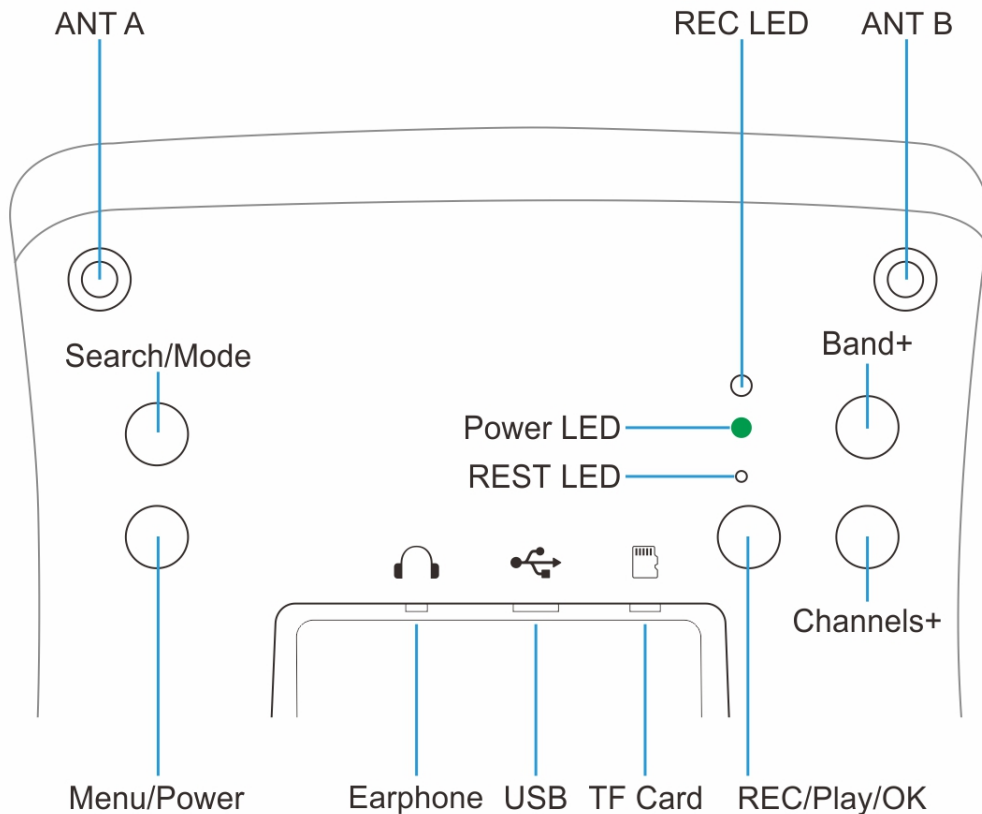 ANT A
REC LED
ANT B
Search/Mode
Band+
Power LED
REST LED
Channels+
Menu/Power
Earphone
USB
TF Card
REC/Play/OK